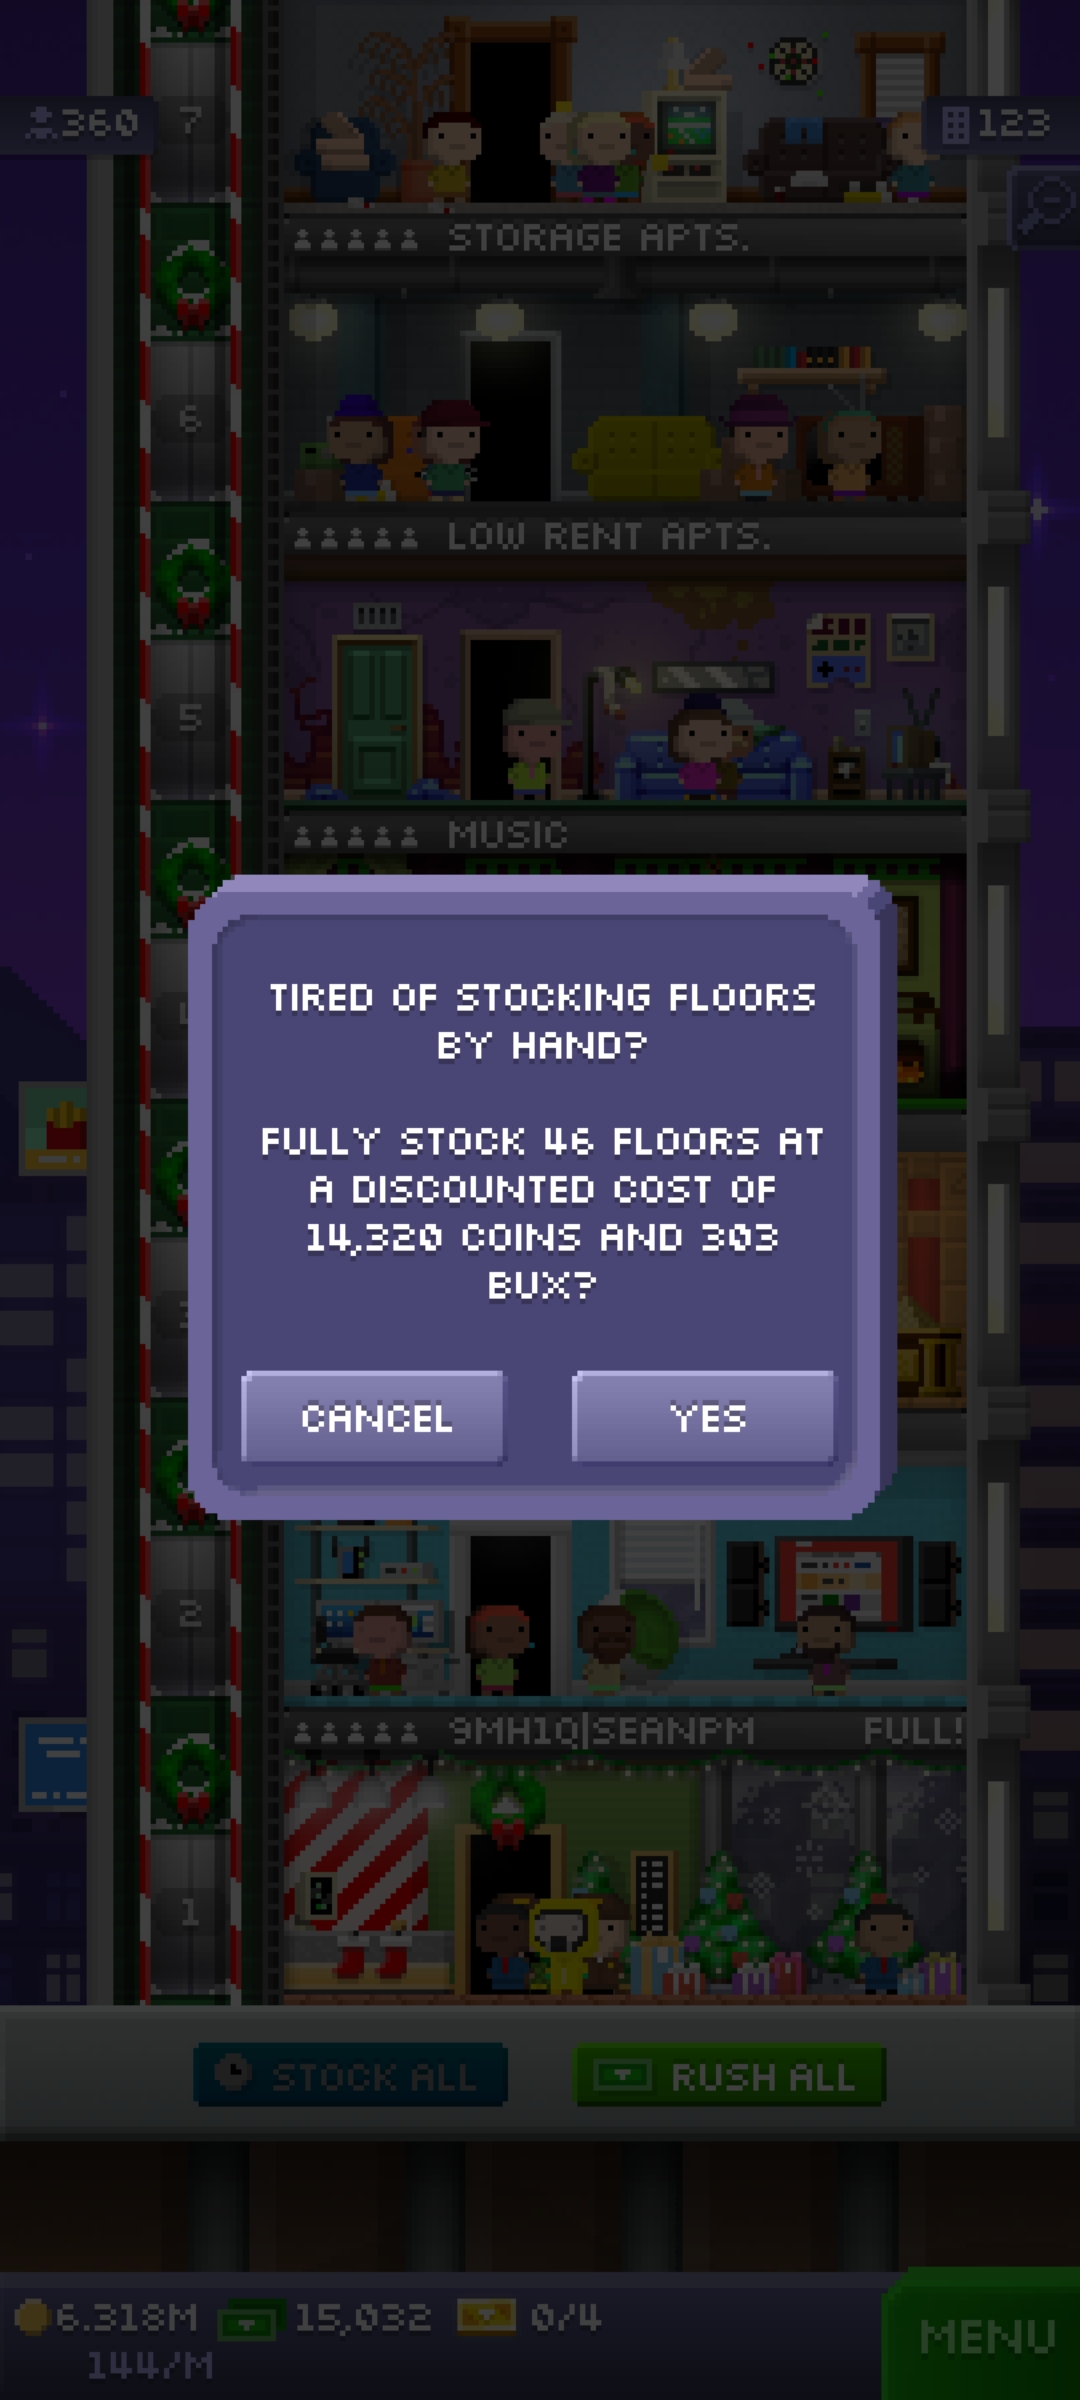 7
360
123
STORAGE APTS.
6
LOW RENT APTS.
5
MUSIC
TIRED OF STOCKING FLOORS
BY HAND?
FULLY STOCK 46 FLOORS AT
A DISCOUNTED COST OF
14,320 COINS AND 303
BUX?
CANCEL
YES
2
9MH1Q|SEANPM
FULL!
1
STOCK ALL
RUSH ALL
6.318M
15,032
0/4
144/M
MENU